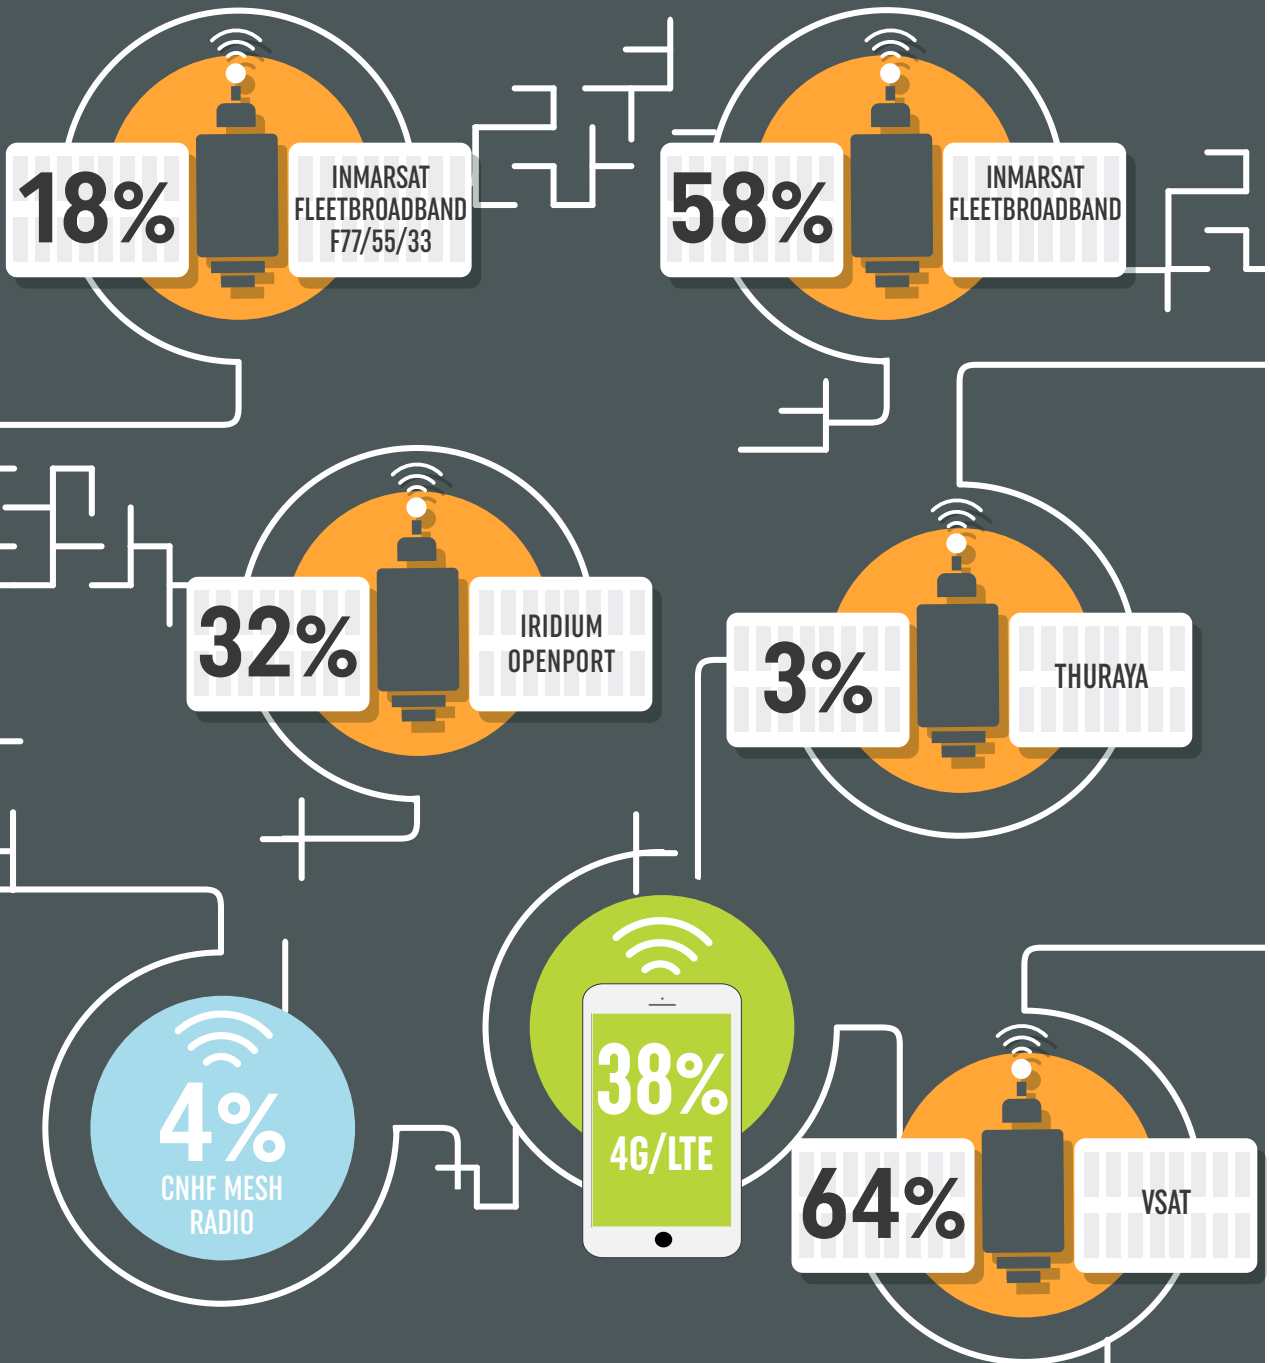 18%
INMARSAT
FLEETBROADBAND
F77/55/33
58%
INMARSAT
FLEETBROADBAND
32%
IRIDIUM
OPENPORT
3%
THURAYA
4%
CNHF MESH
RADIO
38%
4G/LTE
64%
VSAT